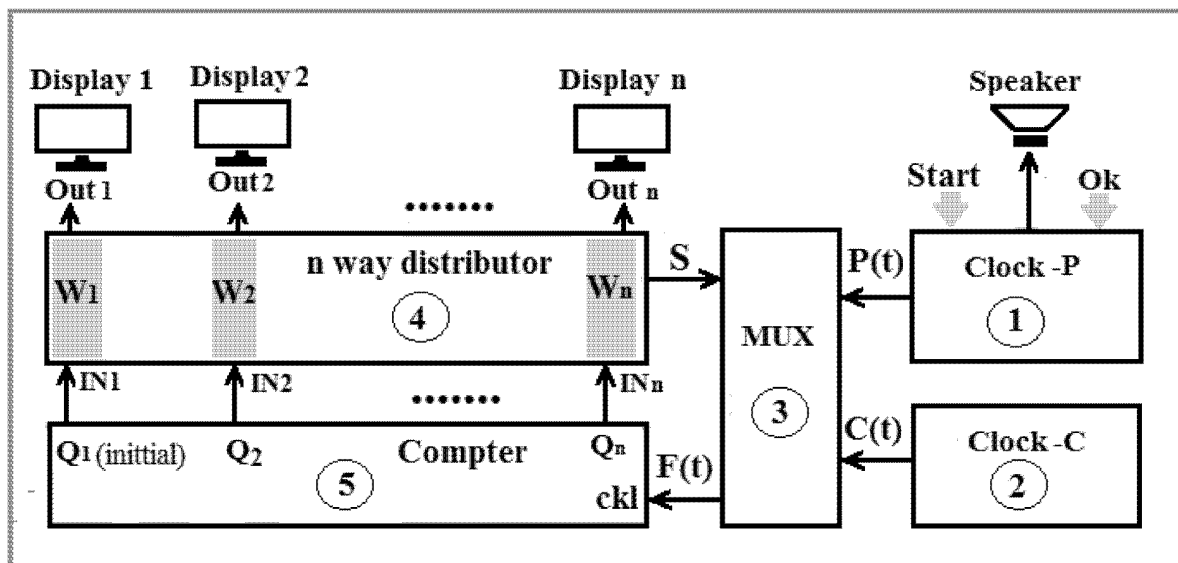 Display 1
Display 2
Display n
Speaker
Out 1
Out 2
Out n
Start
Ok
.......
n way distributor
W1
W2
Wn
4
S
MUX
3
P(t)
Clock -P
1
IN1
IN2
INn
.......
Q1 (inittial)
Q2
Compter
Qn
5
ckl
F(t)
C(t)
Clock -C
2